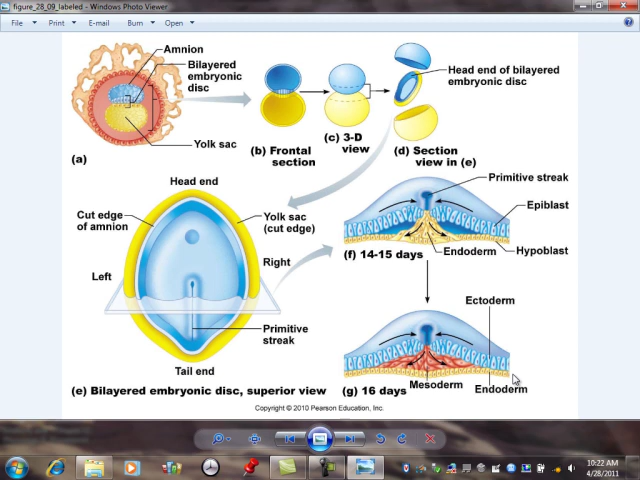 figure_28_09_labeled - Windows Photo Viewer
File Print E-mail Burn Open
Amnion
Bilayered
embryonic
disc
Yolk sac
(a)
(b) Frontal
section
(c) 3-D
view
Head end of bilayered
embryonic disc
(d) Section
view in (e)
Head end
Cut edge
of amnion
Yolk sac
(cut edge)
Left
Right
Primitive
streak
Tail end
(e) Bilayered embryonic disc, superior view
Primitive streak
Epiblast
Endoderm
Hypoblast
(f) 14-15 days
Ectoderm
Mesoderm
Endoderm
(g) 16 days
Copyright © 2010 Pearson Education, Inc.
10:22 AM
4/28/2011